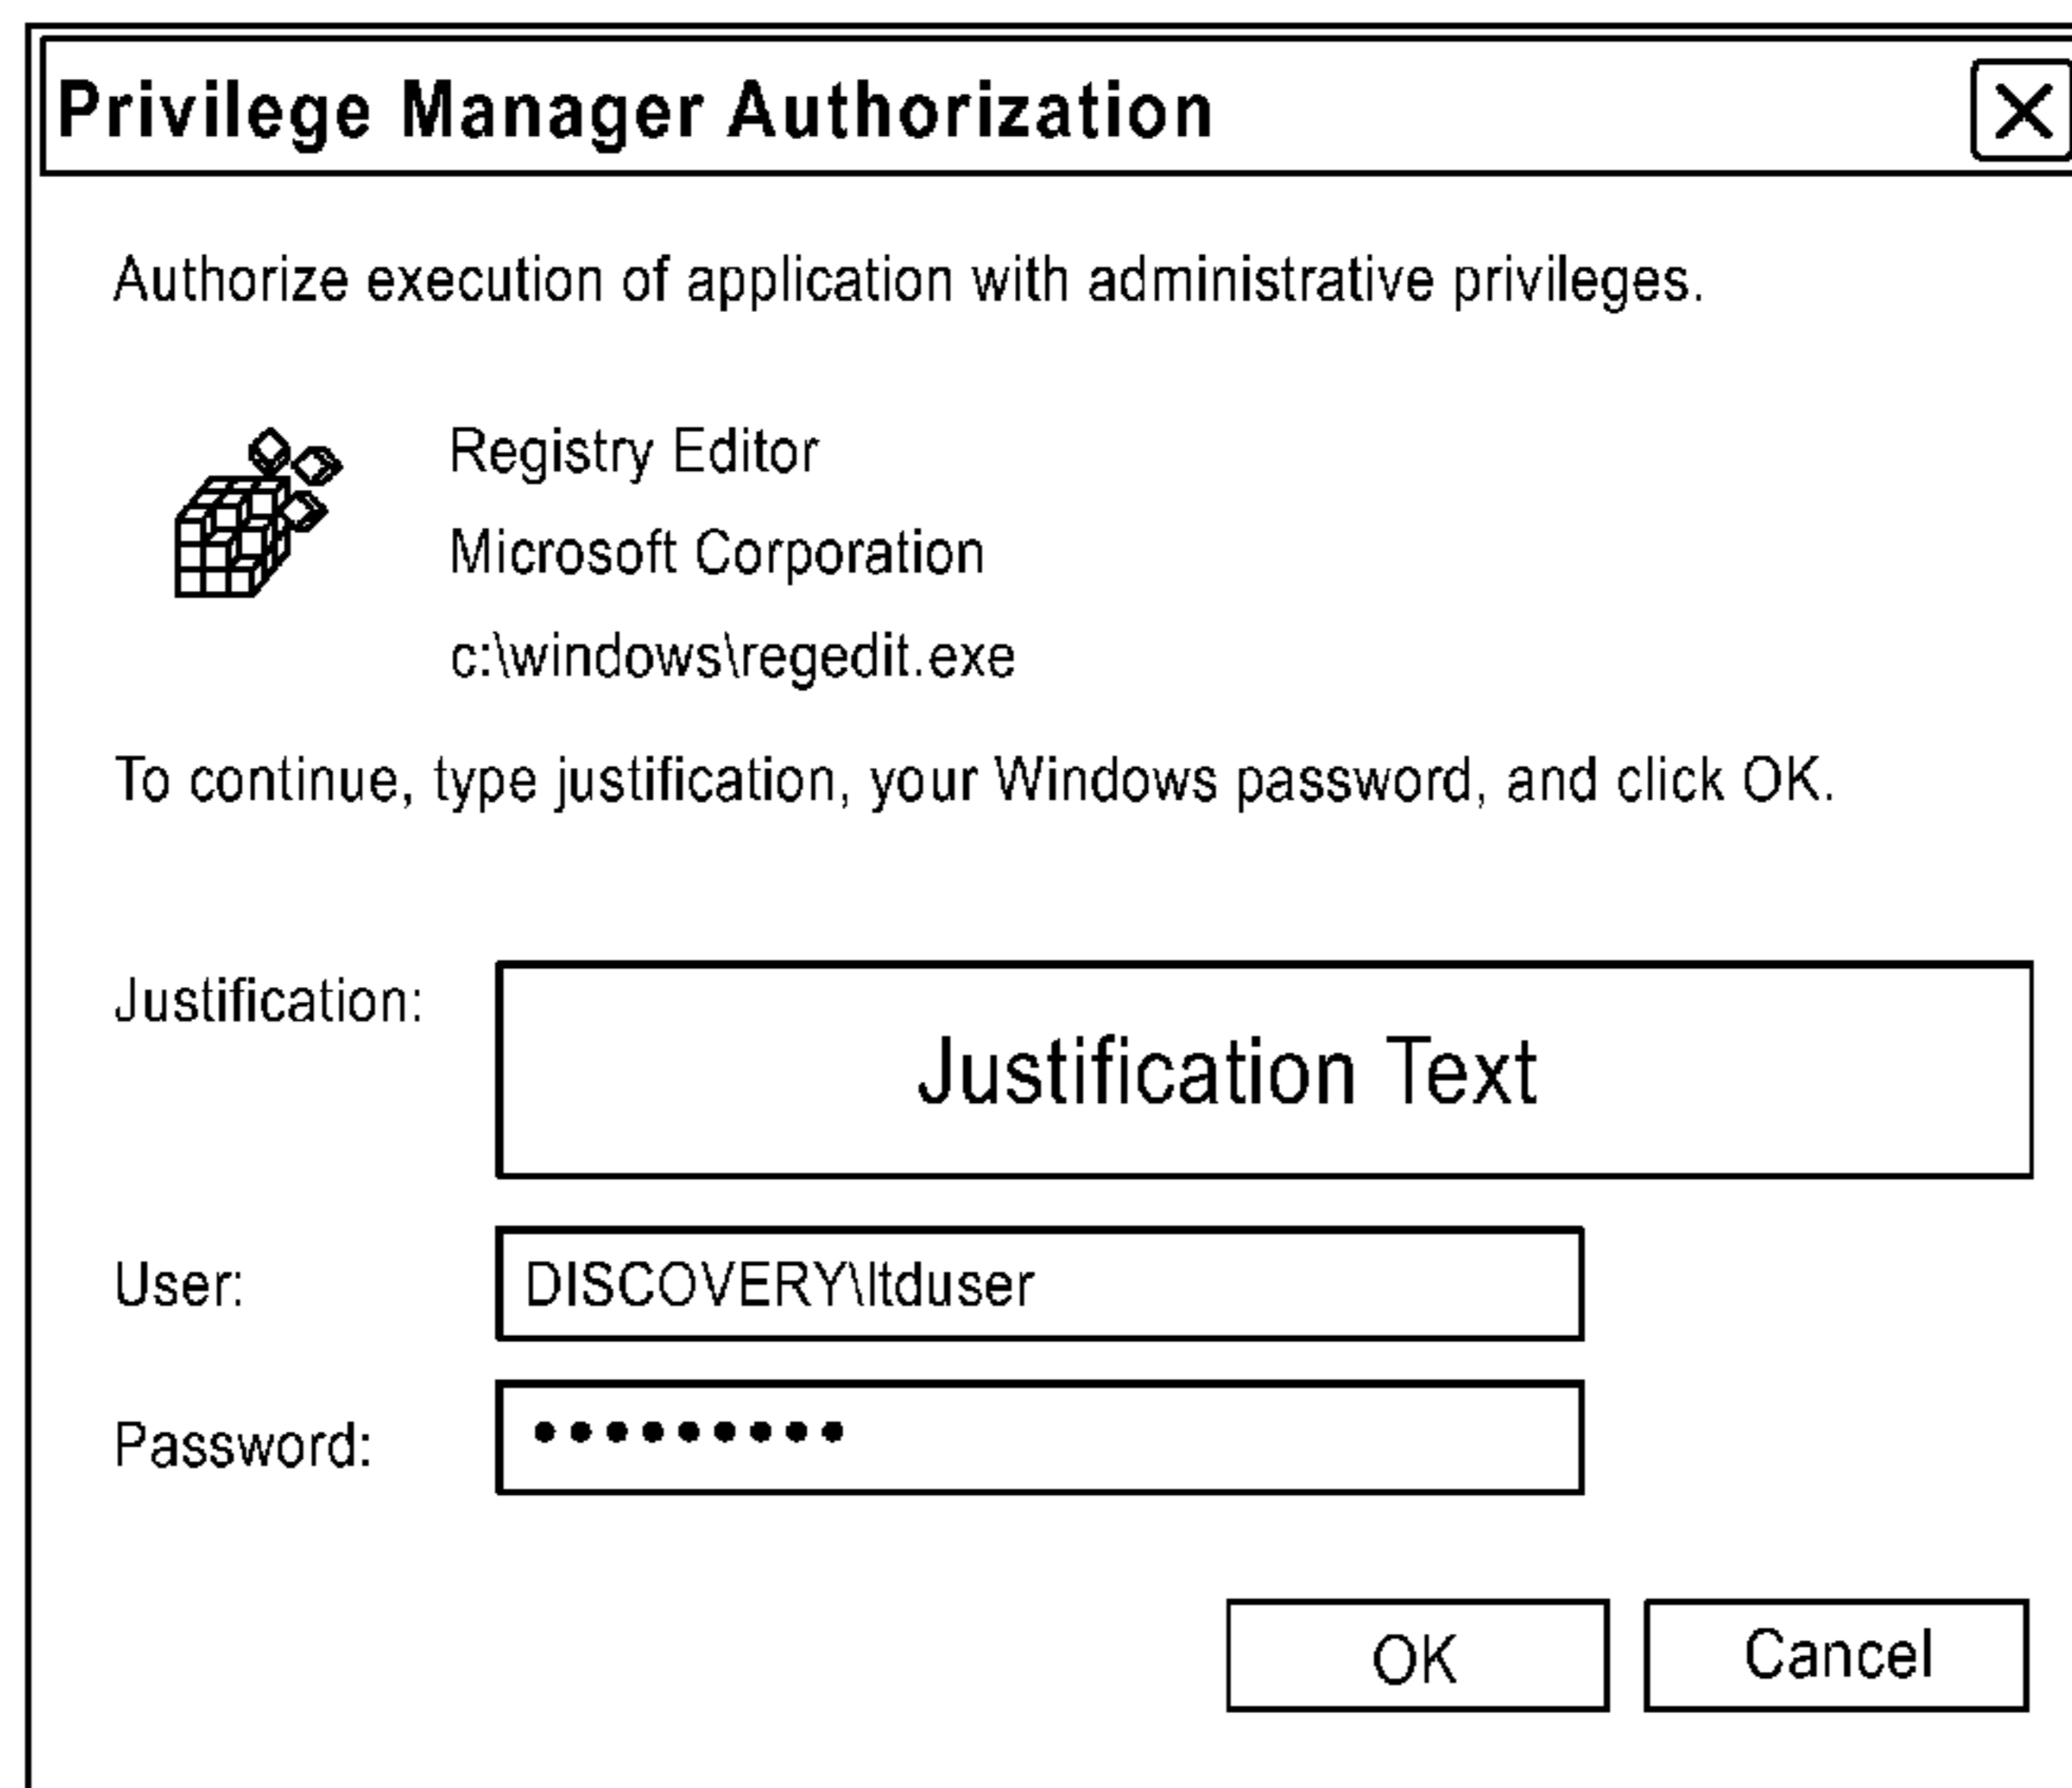 Privilege Manager Authorization
Authorize execution of application with administrative privileges.
Registry Editor
Microsoft Corporation
c:\windows\regedit.exe
To continue, type justification, your Windows password, and click OK.
Justification:
Justification Text
User:
DISCOVERY\ltduser
Password:
•••••••••
OK
Cancel